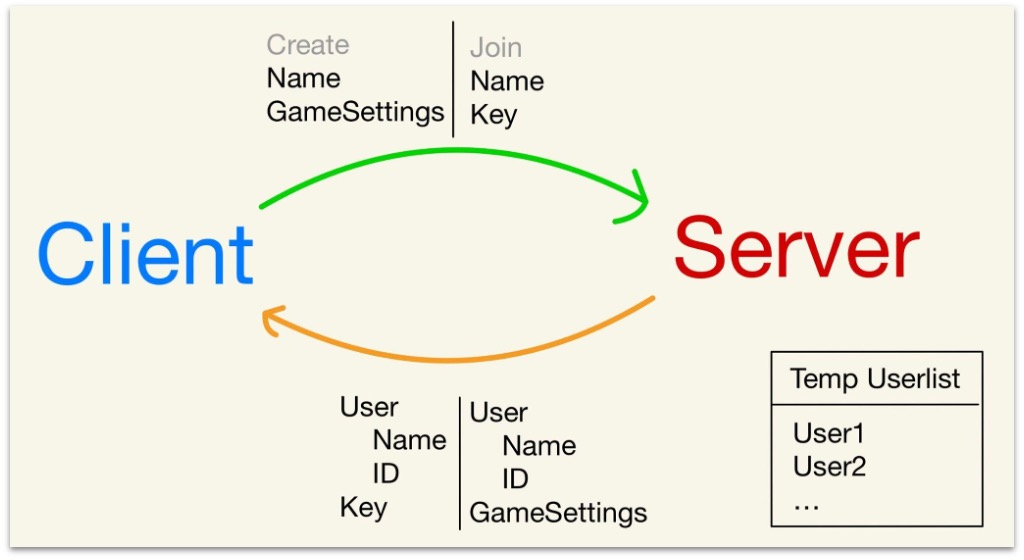 Create
Name
GameSettings
Join
Name
Key
Client
Server
User
Name
ID
Key
User
Name
ID
GameSettings
Temp Userlist
User1
User2
...